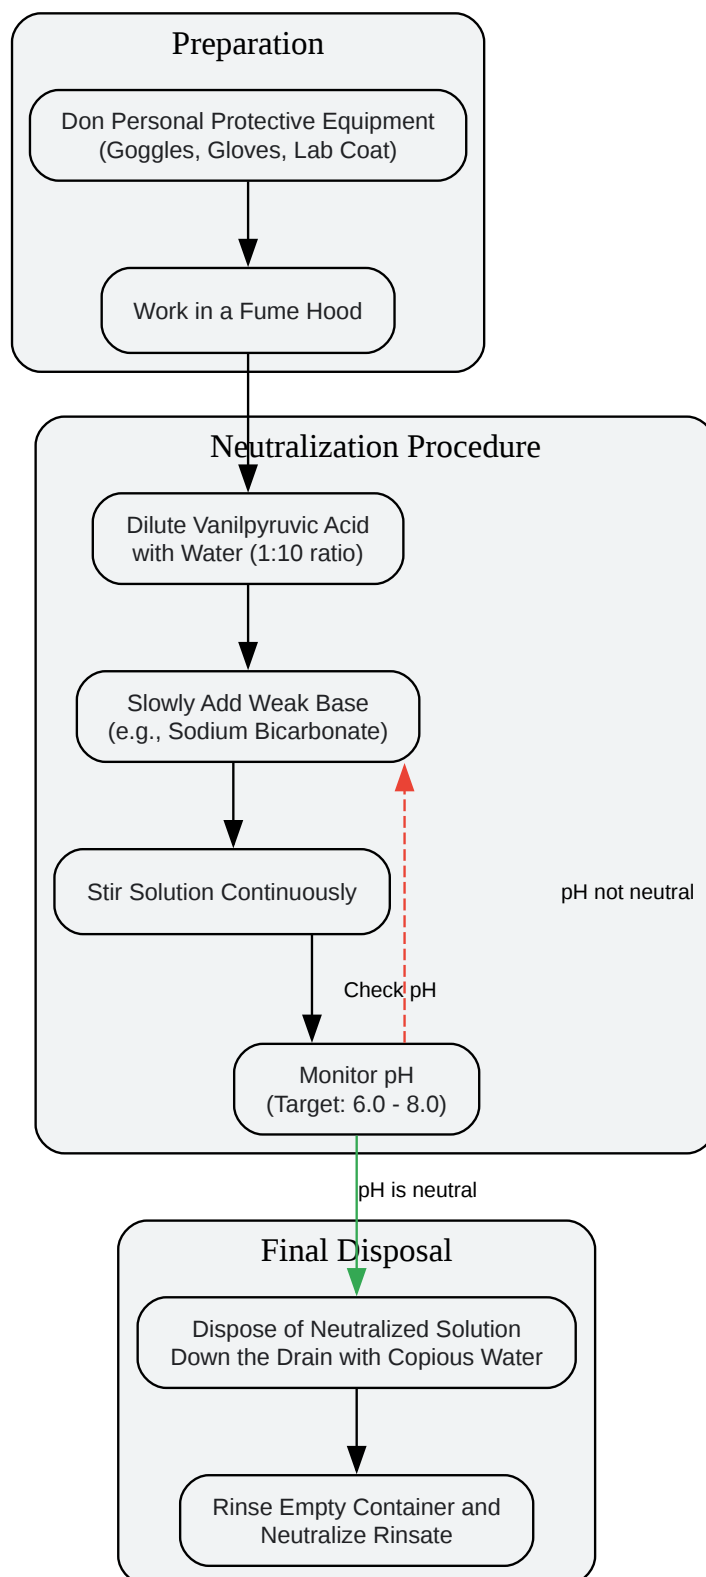 Preparation
Don Personal Protective Equipment
(Goggles, Gloves, Lab Coat)
Work in a Fume Hood
Neutralization Procedure
Dilute Vanilpyruvic Acid
with Water (1:10 ratio)
Slowly Add Weak Base
(e.g., Sodium Bicarbonate)
Stir Solution Continuously
pH not neutral
Check pH
Monitor pH
(Target: 6.0 - 8.0)
pH is neutral
Final Disposal
Dispose of Neutralized Solution
Down the Drain with Copious Water
Rinse Empty Container and
Neutralize Rinsate